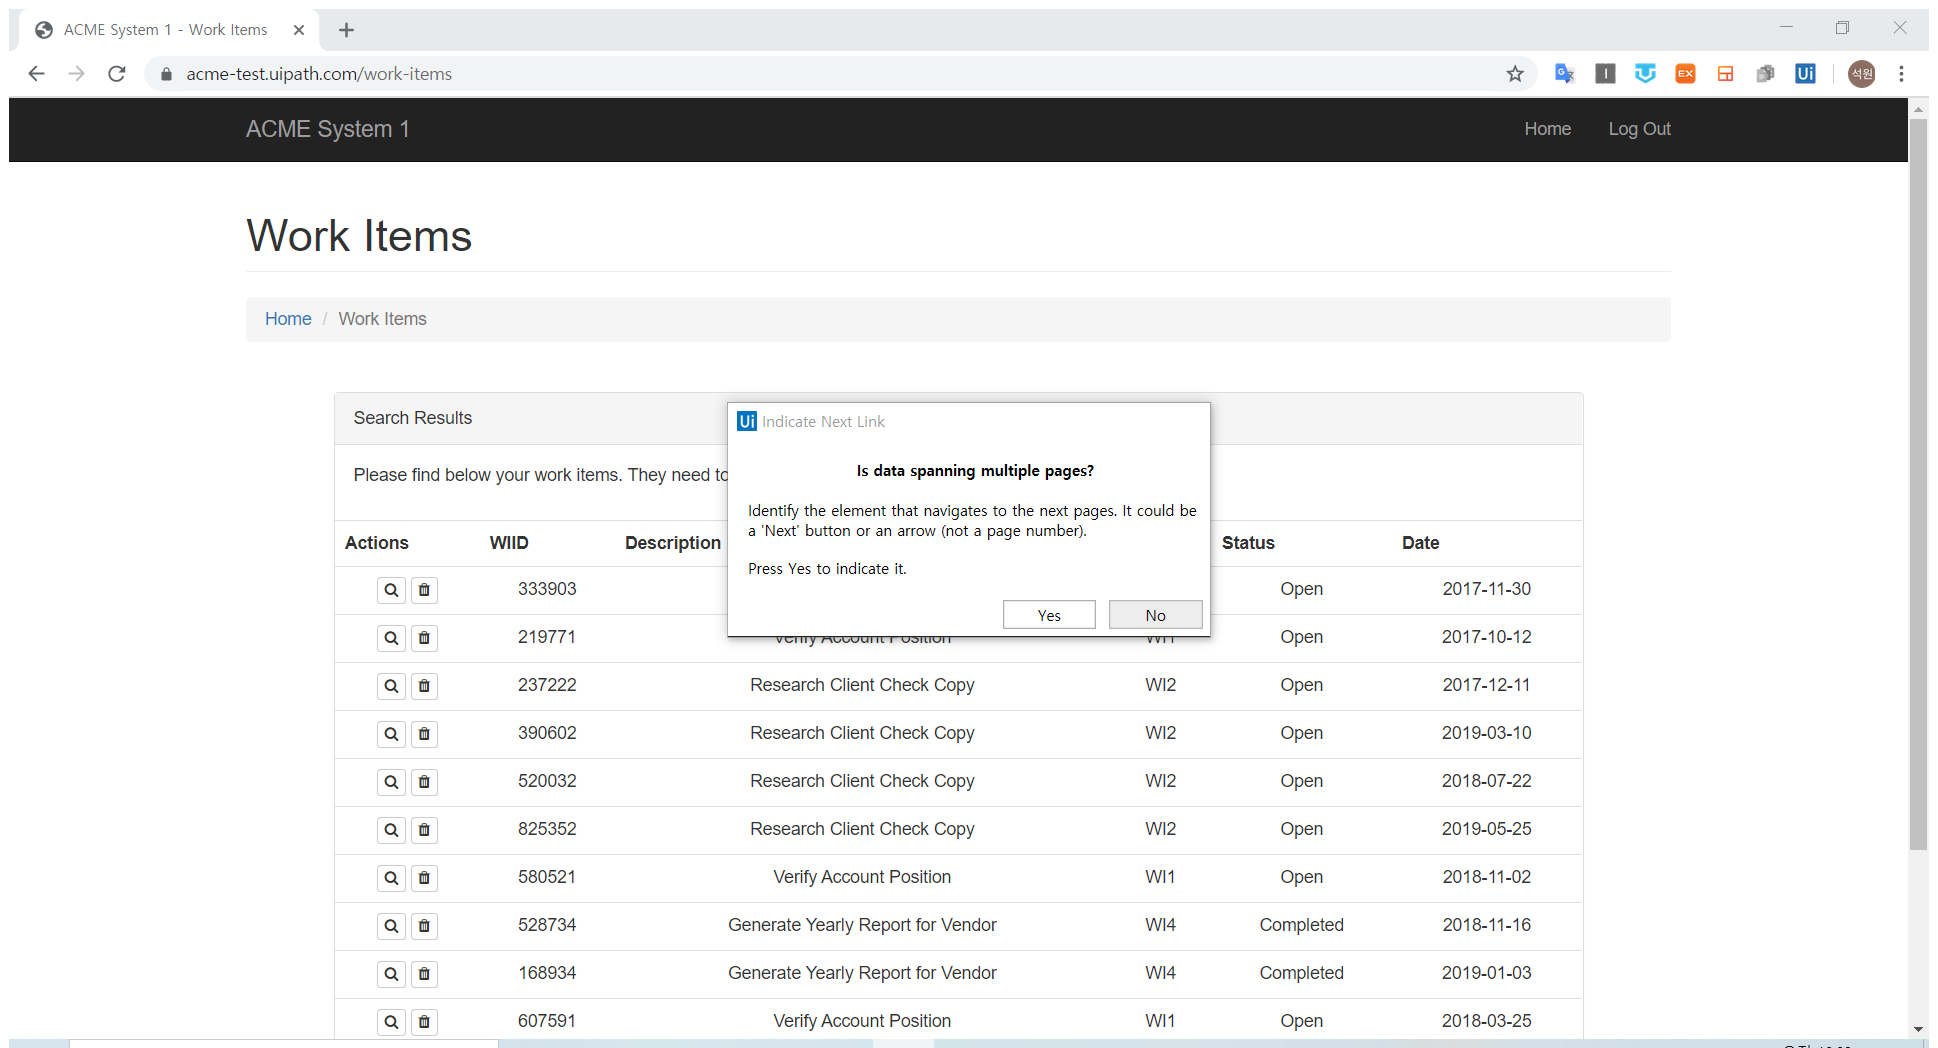 ACME System 1 - Work Items
acme-test.uipath.com/work-items
EX
Ui
석원
ACME System 1
Home
Log Out
Work Items
Home / Work Items
Search Results
Please find below your work items. They need to
Ui Indicate Next Link
Is data spanning multiple pages?
Identify the element that navigates to the next pages. It could be
a 'Next' button or an arrow (not a page number).
Press Yes to indicate it.
Yes
No
Actions WIID Description Status Date
333903 Open 2017-11-30
219771 Verify Account Position WI1 Open 2017-10-12
237222 Research Client Check Copy WI2 Open 2017-12-11
390602 Research Client Check Copy WI2 Open 2019-03-10
520032 Research Client Check Copy WI2 Open 2018-07-22
825352 Research Client Check Copy WI2 Open 2019-05-25
580521 Verify Account Position WI1 Open 2018-11-02
528734 Generate Yearly Report for Vendor WI4 Completed 2018-11-16
168934 Generate Yearly Report for Vendor WI4 Completed 2019-01-03
607591 Verify Account Position WI1 Open 2018-03-25